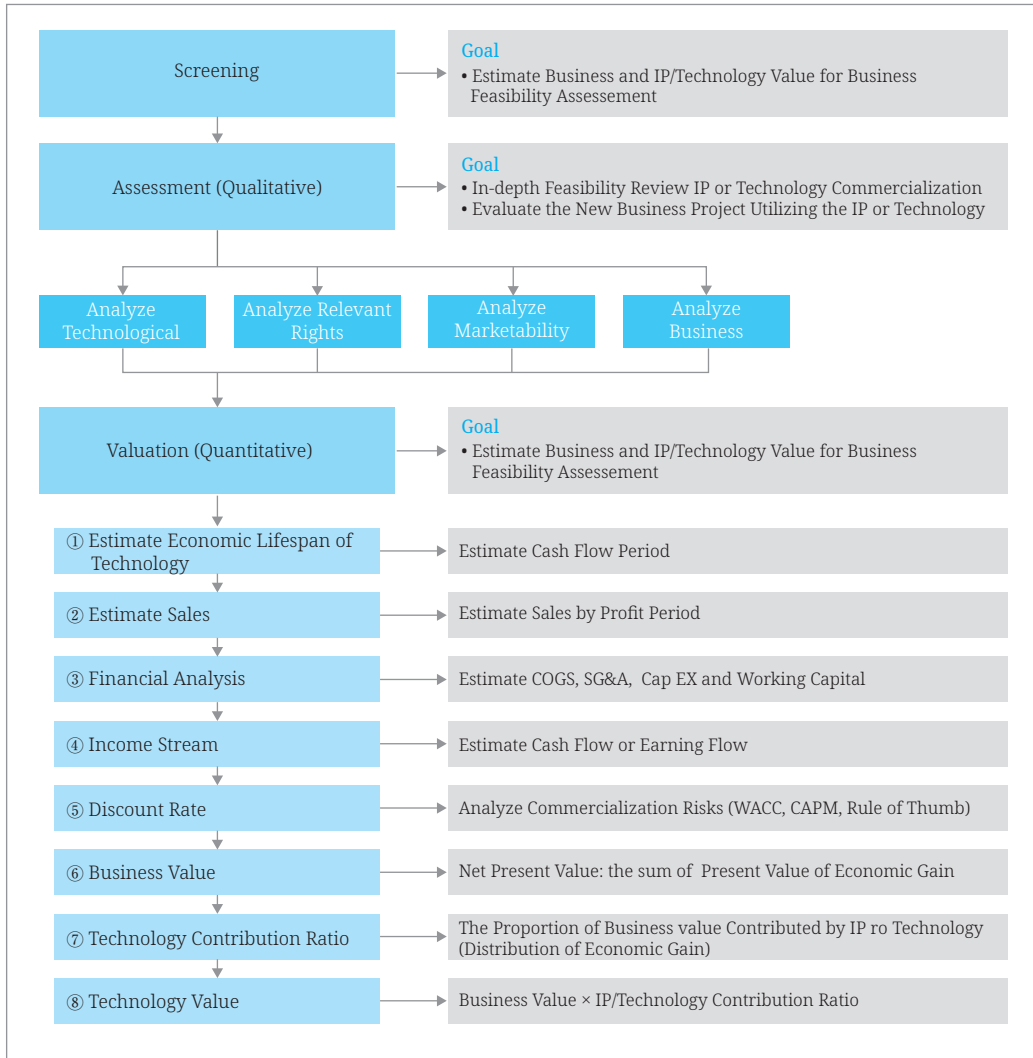 Screening
Goal
• Estimate Business and IP/Technology Value for Business
Feasibility Assessement
Assessment (Qualitative)
Goal
• In-depth Feasibility Review IP or Technology Commercialization
• Evaluate the New Business Project Utilizing the IP or Technology
Analyze
Technological
Analyze Relevant
Rights
Analyze
Marketability
Analyze
Business
Valuation (Quantitative)
Goal
• Estimate Business and IP/Technology Value for Business
Feasibility Assessement
① Estimate Economic Lifespan of
Technology
Estimate Cash Flow Period
② Estimate Sales
Estimate Sales by Profit Period
③ Financial Analysis
Estimate COGS, SG&A, Cap EX and Working Capital
④ Income Stream
Estimate Cash Flow or Earning Flow
⑤ Discount Rate
Analyze Commercialization Risks (WACC, CAPM, Rule of Thumb)
⑥ Business Value
Net Present Value: the sum of Present Value of Economic Gain
⑦ Technology Contribution Ratio
The Proportion of Business value Contributed by IP ro Technology
(Distribution of Economic Gain)
⑧ Technology Value
Business Value × IP/Technology Contribution Ratio